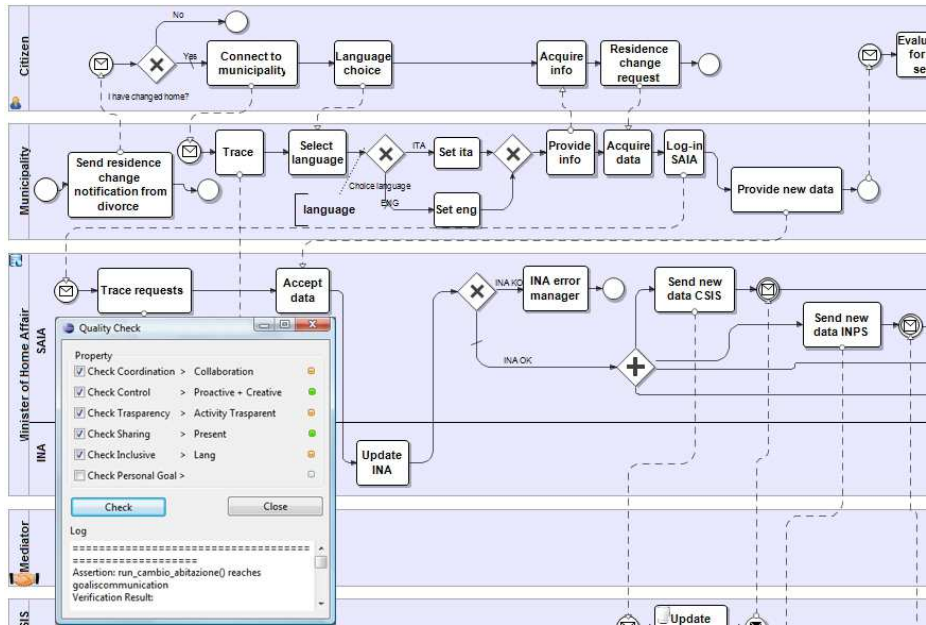 Citizen
No
Yes
I have changed home?
Connect to
municipality
Language
choice
Acquire
info
Residence
change
request
Evalu
for
se
Municipality
Send residence
change
notification from
divorce
Trace
Select
language
Choice language
language
ITA
ENG
Set ita
Set eng
Provide
info
Acquire
data
Log-in
SAIA
Provide new data
Minister of Home Affair
SAIA
Trace requests
Accept
data
INA KO
INA error
manager
INA OK
Send new
data CSIS
Send new
data INPS
INA
Update
INA
Mediator
SIS
Update
Quality Check
Property
Check Coordination > Collaboration
Check Control > Proactive + Creative
Check Trasparency > Activity Trasparent
Check Sharing > Present
Check Inclusive > Lang
Check Personal Goal >
Check
Close
Log
====================================
===================
Assertion: run_cambio_abitazione() reaches
goaliscommunication
Verification Result: